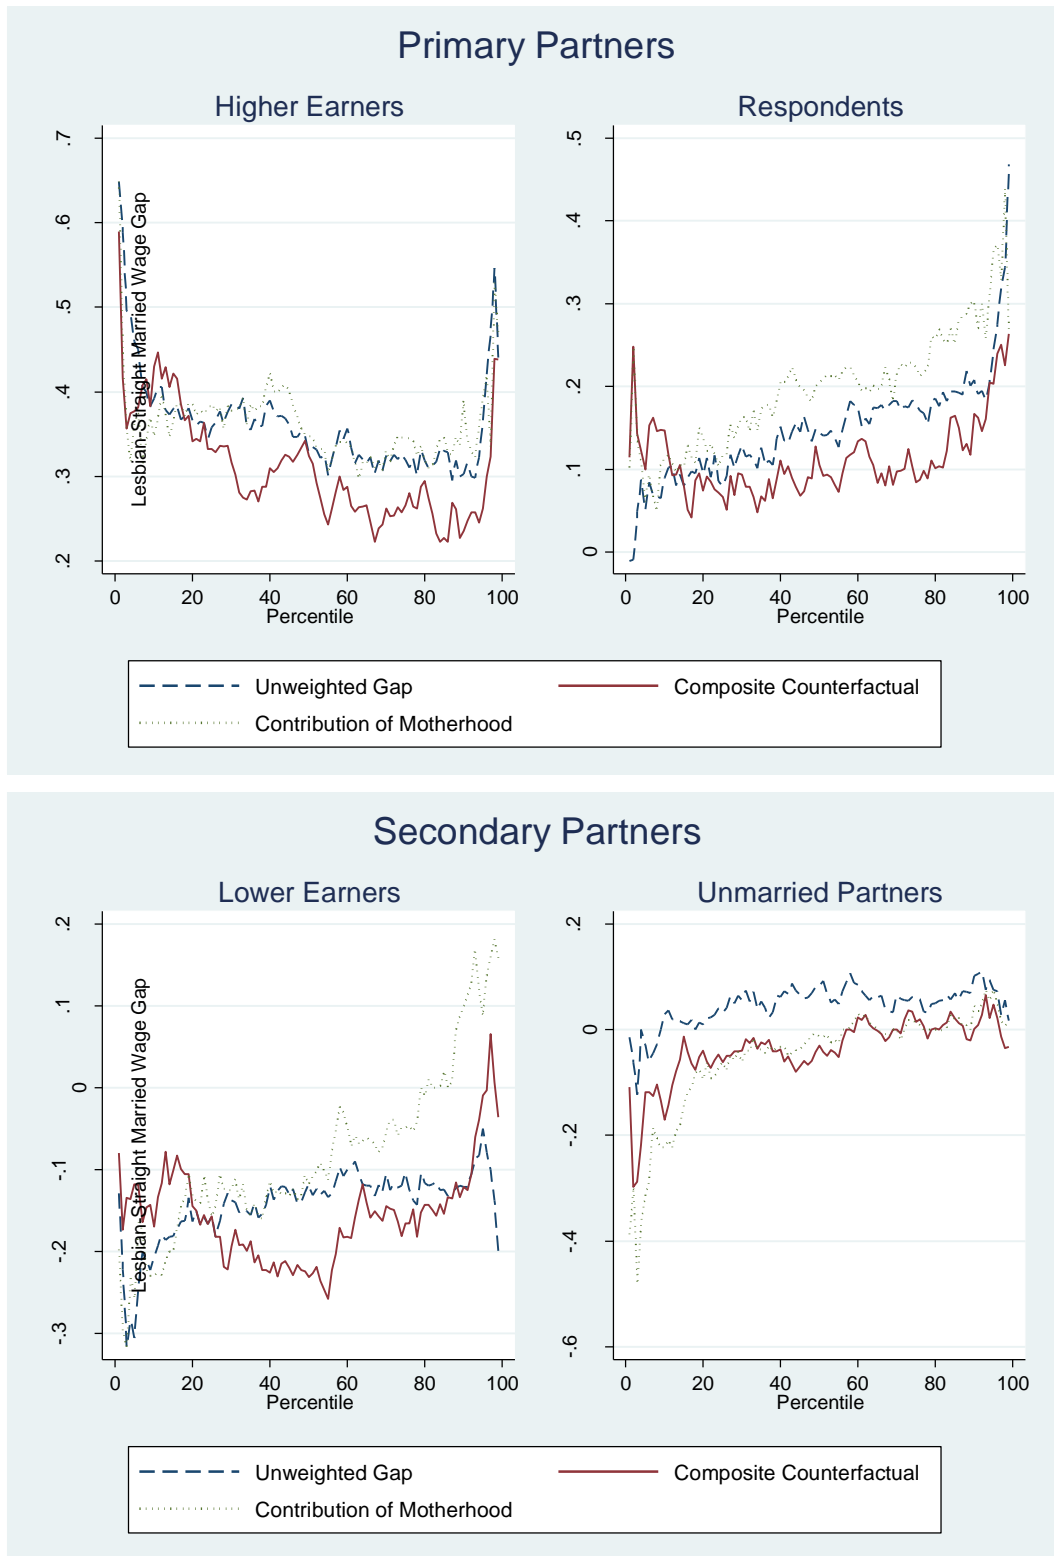 Primary Partners
Higher Earners
Respondents
Lesbian-Straight Married Wage Gap
.7
.6
.5
.4
.3
.2
0 20 40 60 80 100
Percentile
.5
.4
.3
.2
.1
0
0 20 40 60 80 100
Percentile
Unweighted Gap
Composite Counterfactual
Contribution of Motherhood
Secondary Partners
Lower Earners
Unmarried Partners
Lesbian-Straight Married Wage Gap
.2
.1
0
-.1
-.2
-.3
0 20 40 60 80 100
Percentile
.2
0
-.2
-.4
-.6
0 20 40 60 80 100
Percentile
Unweighted Gap
Composite Counterfactual
Contribution of Motherhood